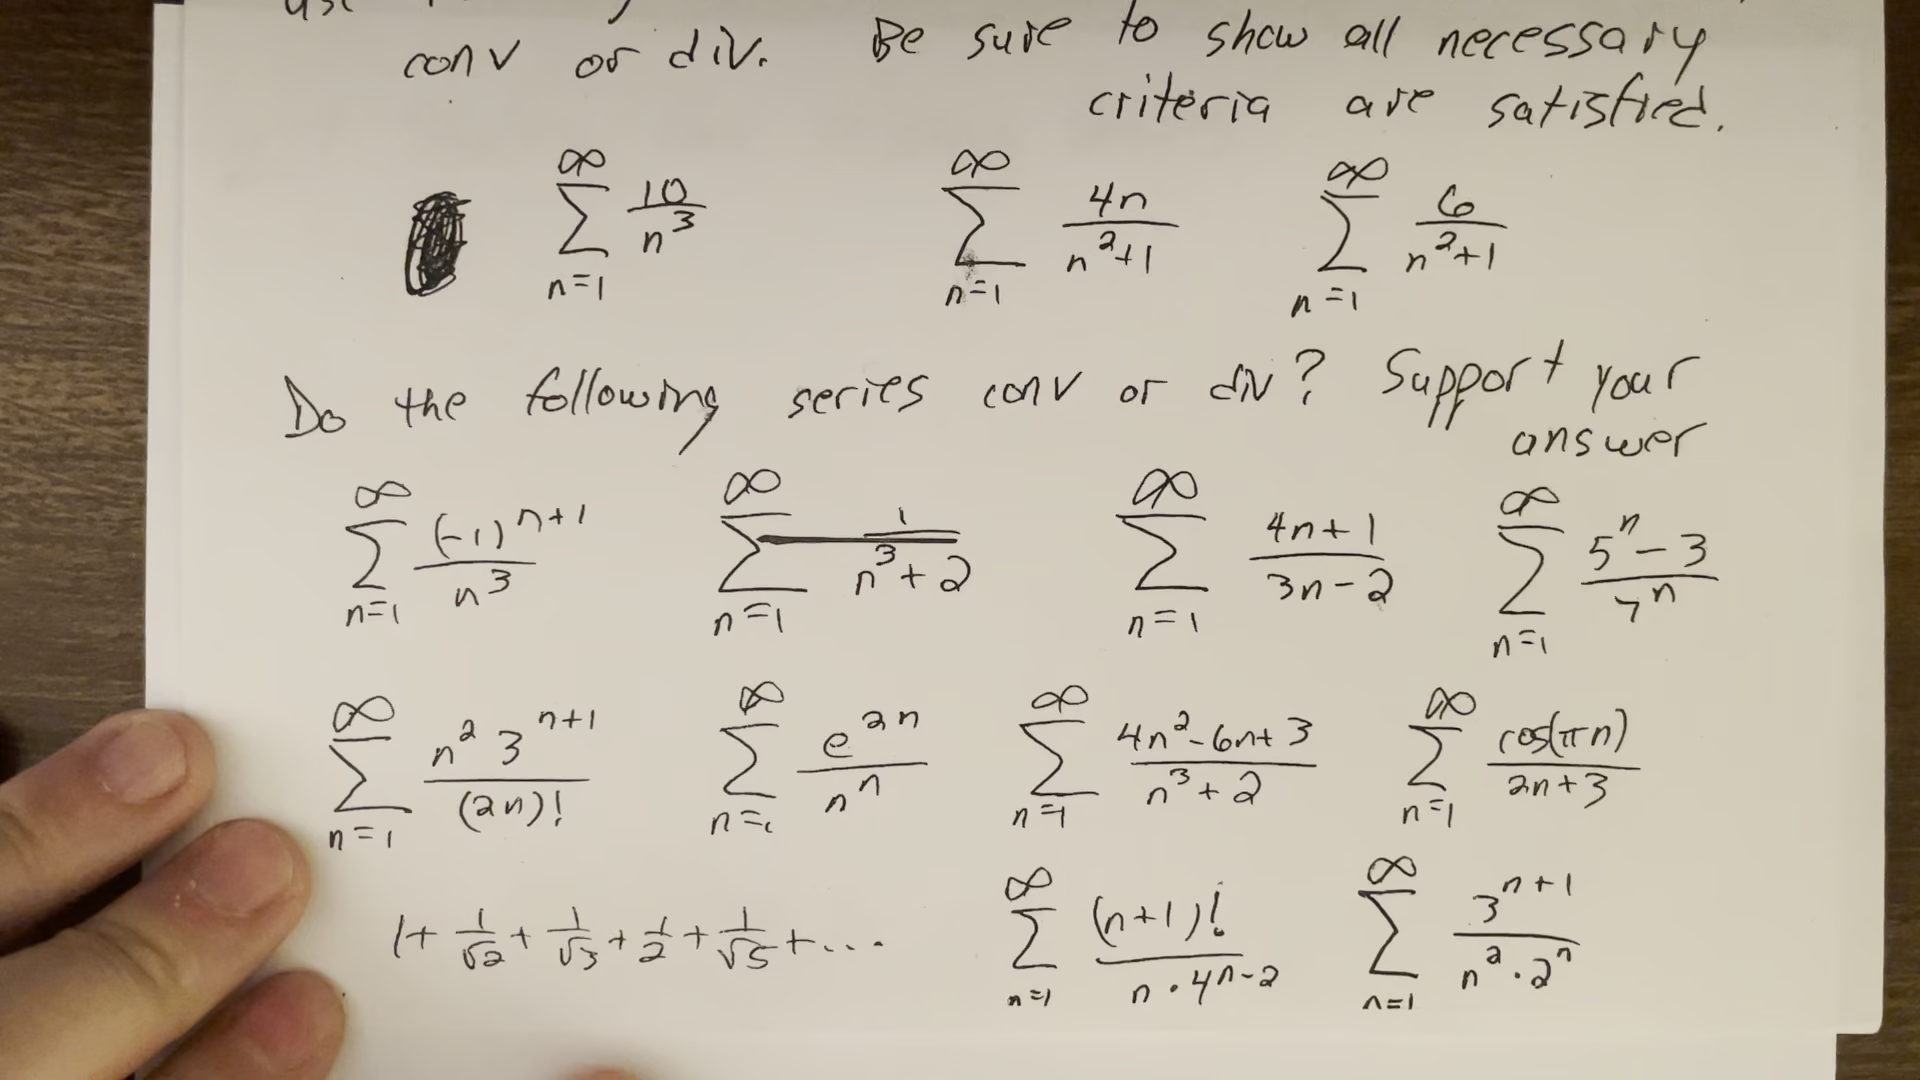 conv or div. Be sure to show all necessary
criteria are satisfied.
∞ ∞ ∞
∑ 10/n³ ∑ 4n/(n²+1) ∑ 6/(n²+1)
n=1 n=1 n=1
Do the following series conv or div? Support your
answer
∞ ∞ ∞ ∞
∑ (-1)ⁿ⁺¹/n³ ∑ 1/(n³+2) ∑ (4n+1)/(3n-2) ∑ (5ⁿ-3)/7ⁿ
n=1 n=1 n=1 n=1
∞ ∞ ∞ ∞
∑ n² 3ⁿ⁺¹/(2n)! ∑ e²ⁿ/nⁿ ∑ (4n²-6n+3)/(n³+2) ∑ cos(πn)/(2n+3)
n=1 n=1 n=1 n=1
∞ ∞
1 + 1/√2 + 1/√3 + 1/2 + 1/√5 + ... ∑ (n+1)!/(n·4ⁿ⁻²) ∑ 3ⁿ⁺¹/(n²·2ⁿ)
n=1 n=1